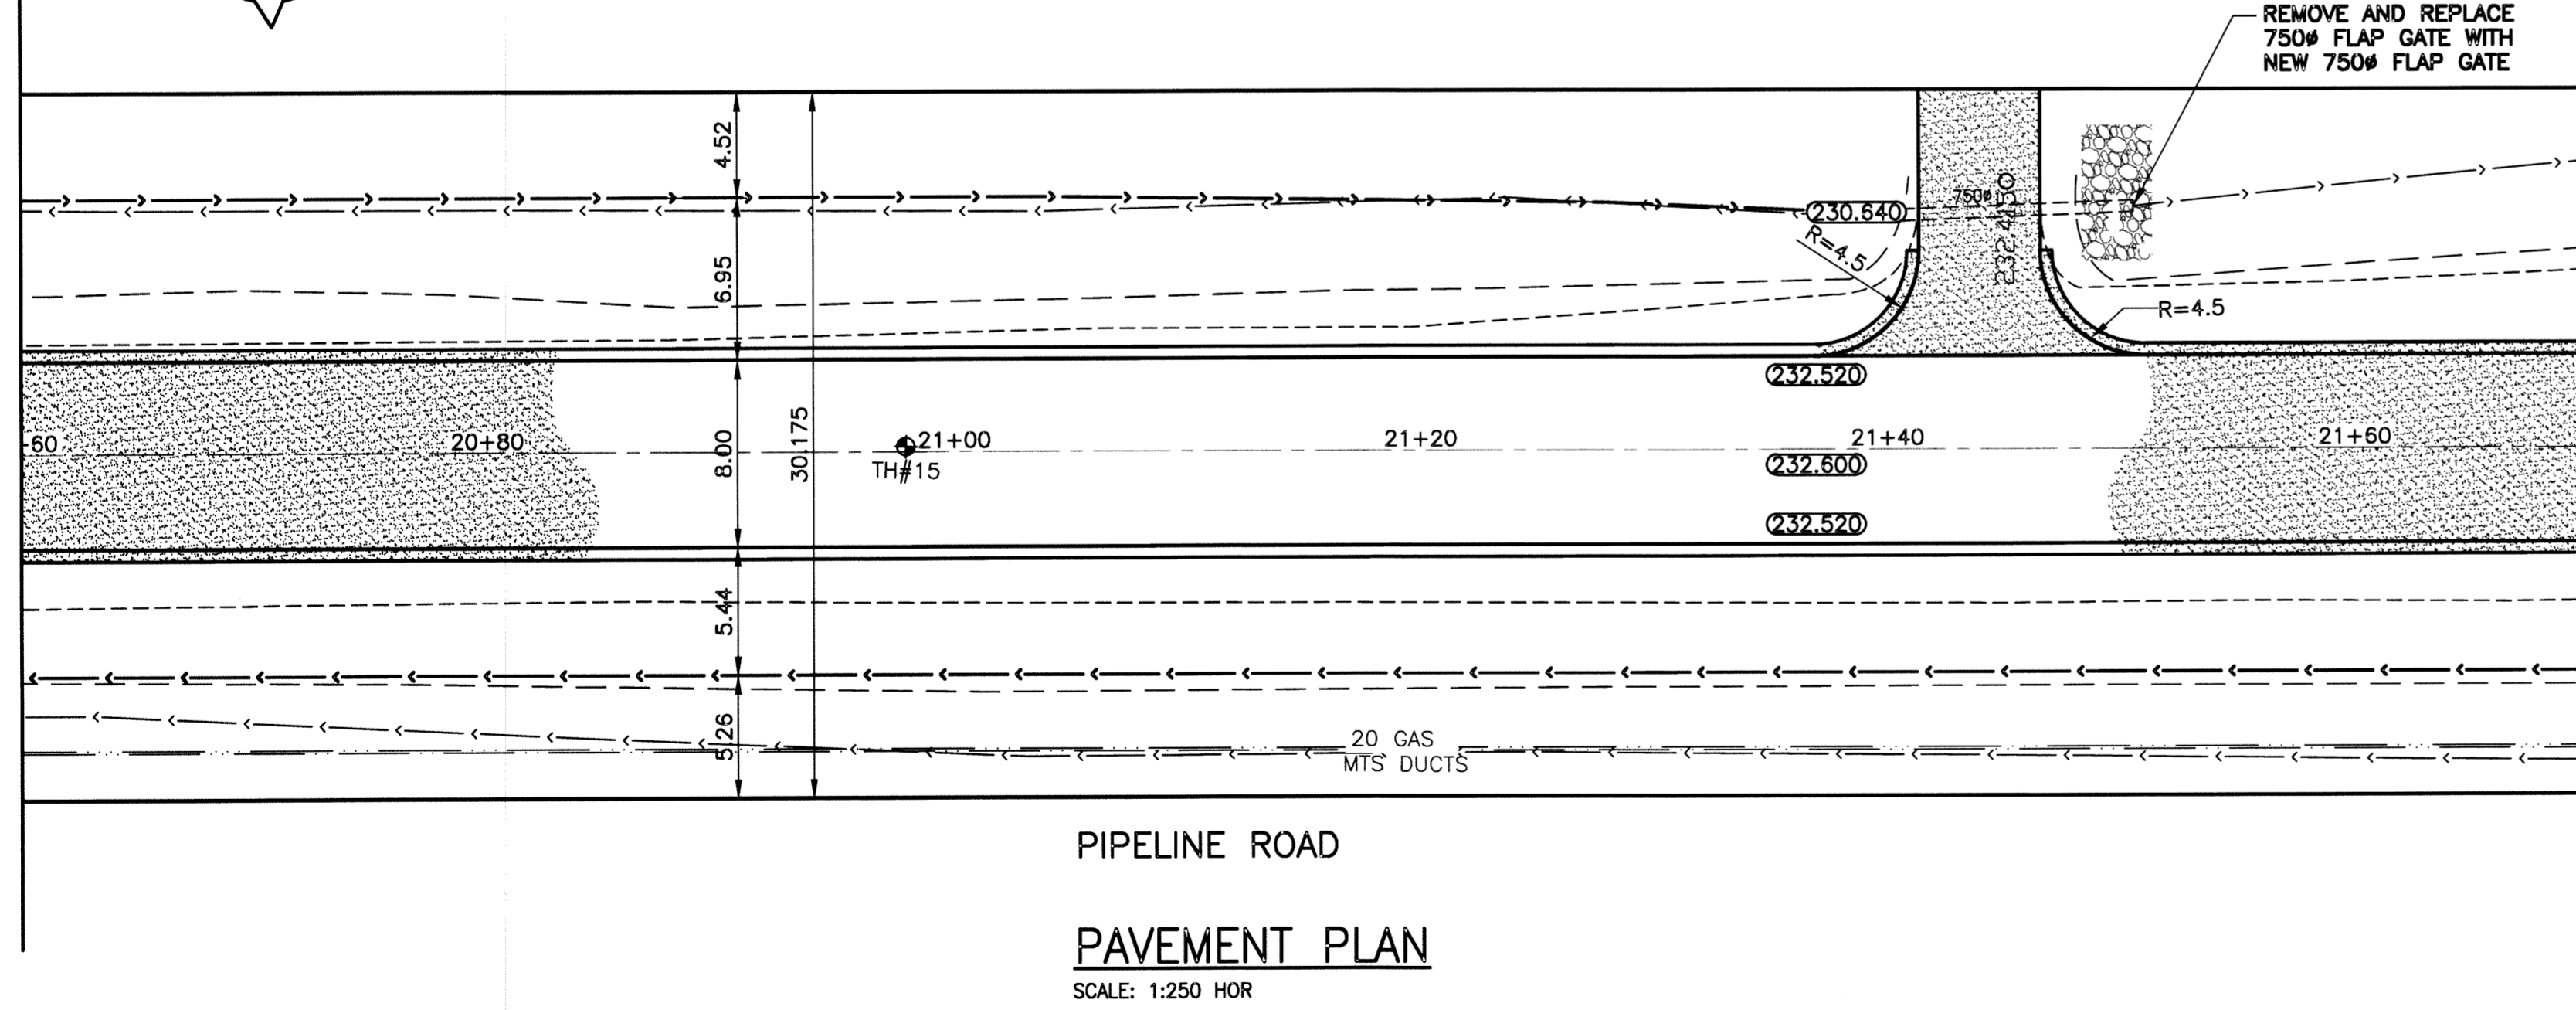 REMOVE AND REPLACE
750ø FLAP GATE WITH
NEW 750ø FLAP GATE
4.52
6.95
8.00
30.175
5.44
5.26
230.640
750ø
232.450
R=4.5
R=4.5
232.520
-60
20+80
21+00
TH#15
21+20
21+40
21+60
232.600
232.520
20 GAS
MTS DUCTS
PIPELINE ROAD
PAVEMENT PLAN
SCALE: 1:250 HOR